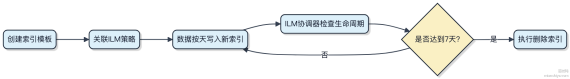 创建索引模板
关联ILM策略
数据按天写入新索引
ILM协调器检查生命周期
是否达到7天?
否
是
执行删除索引